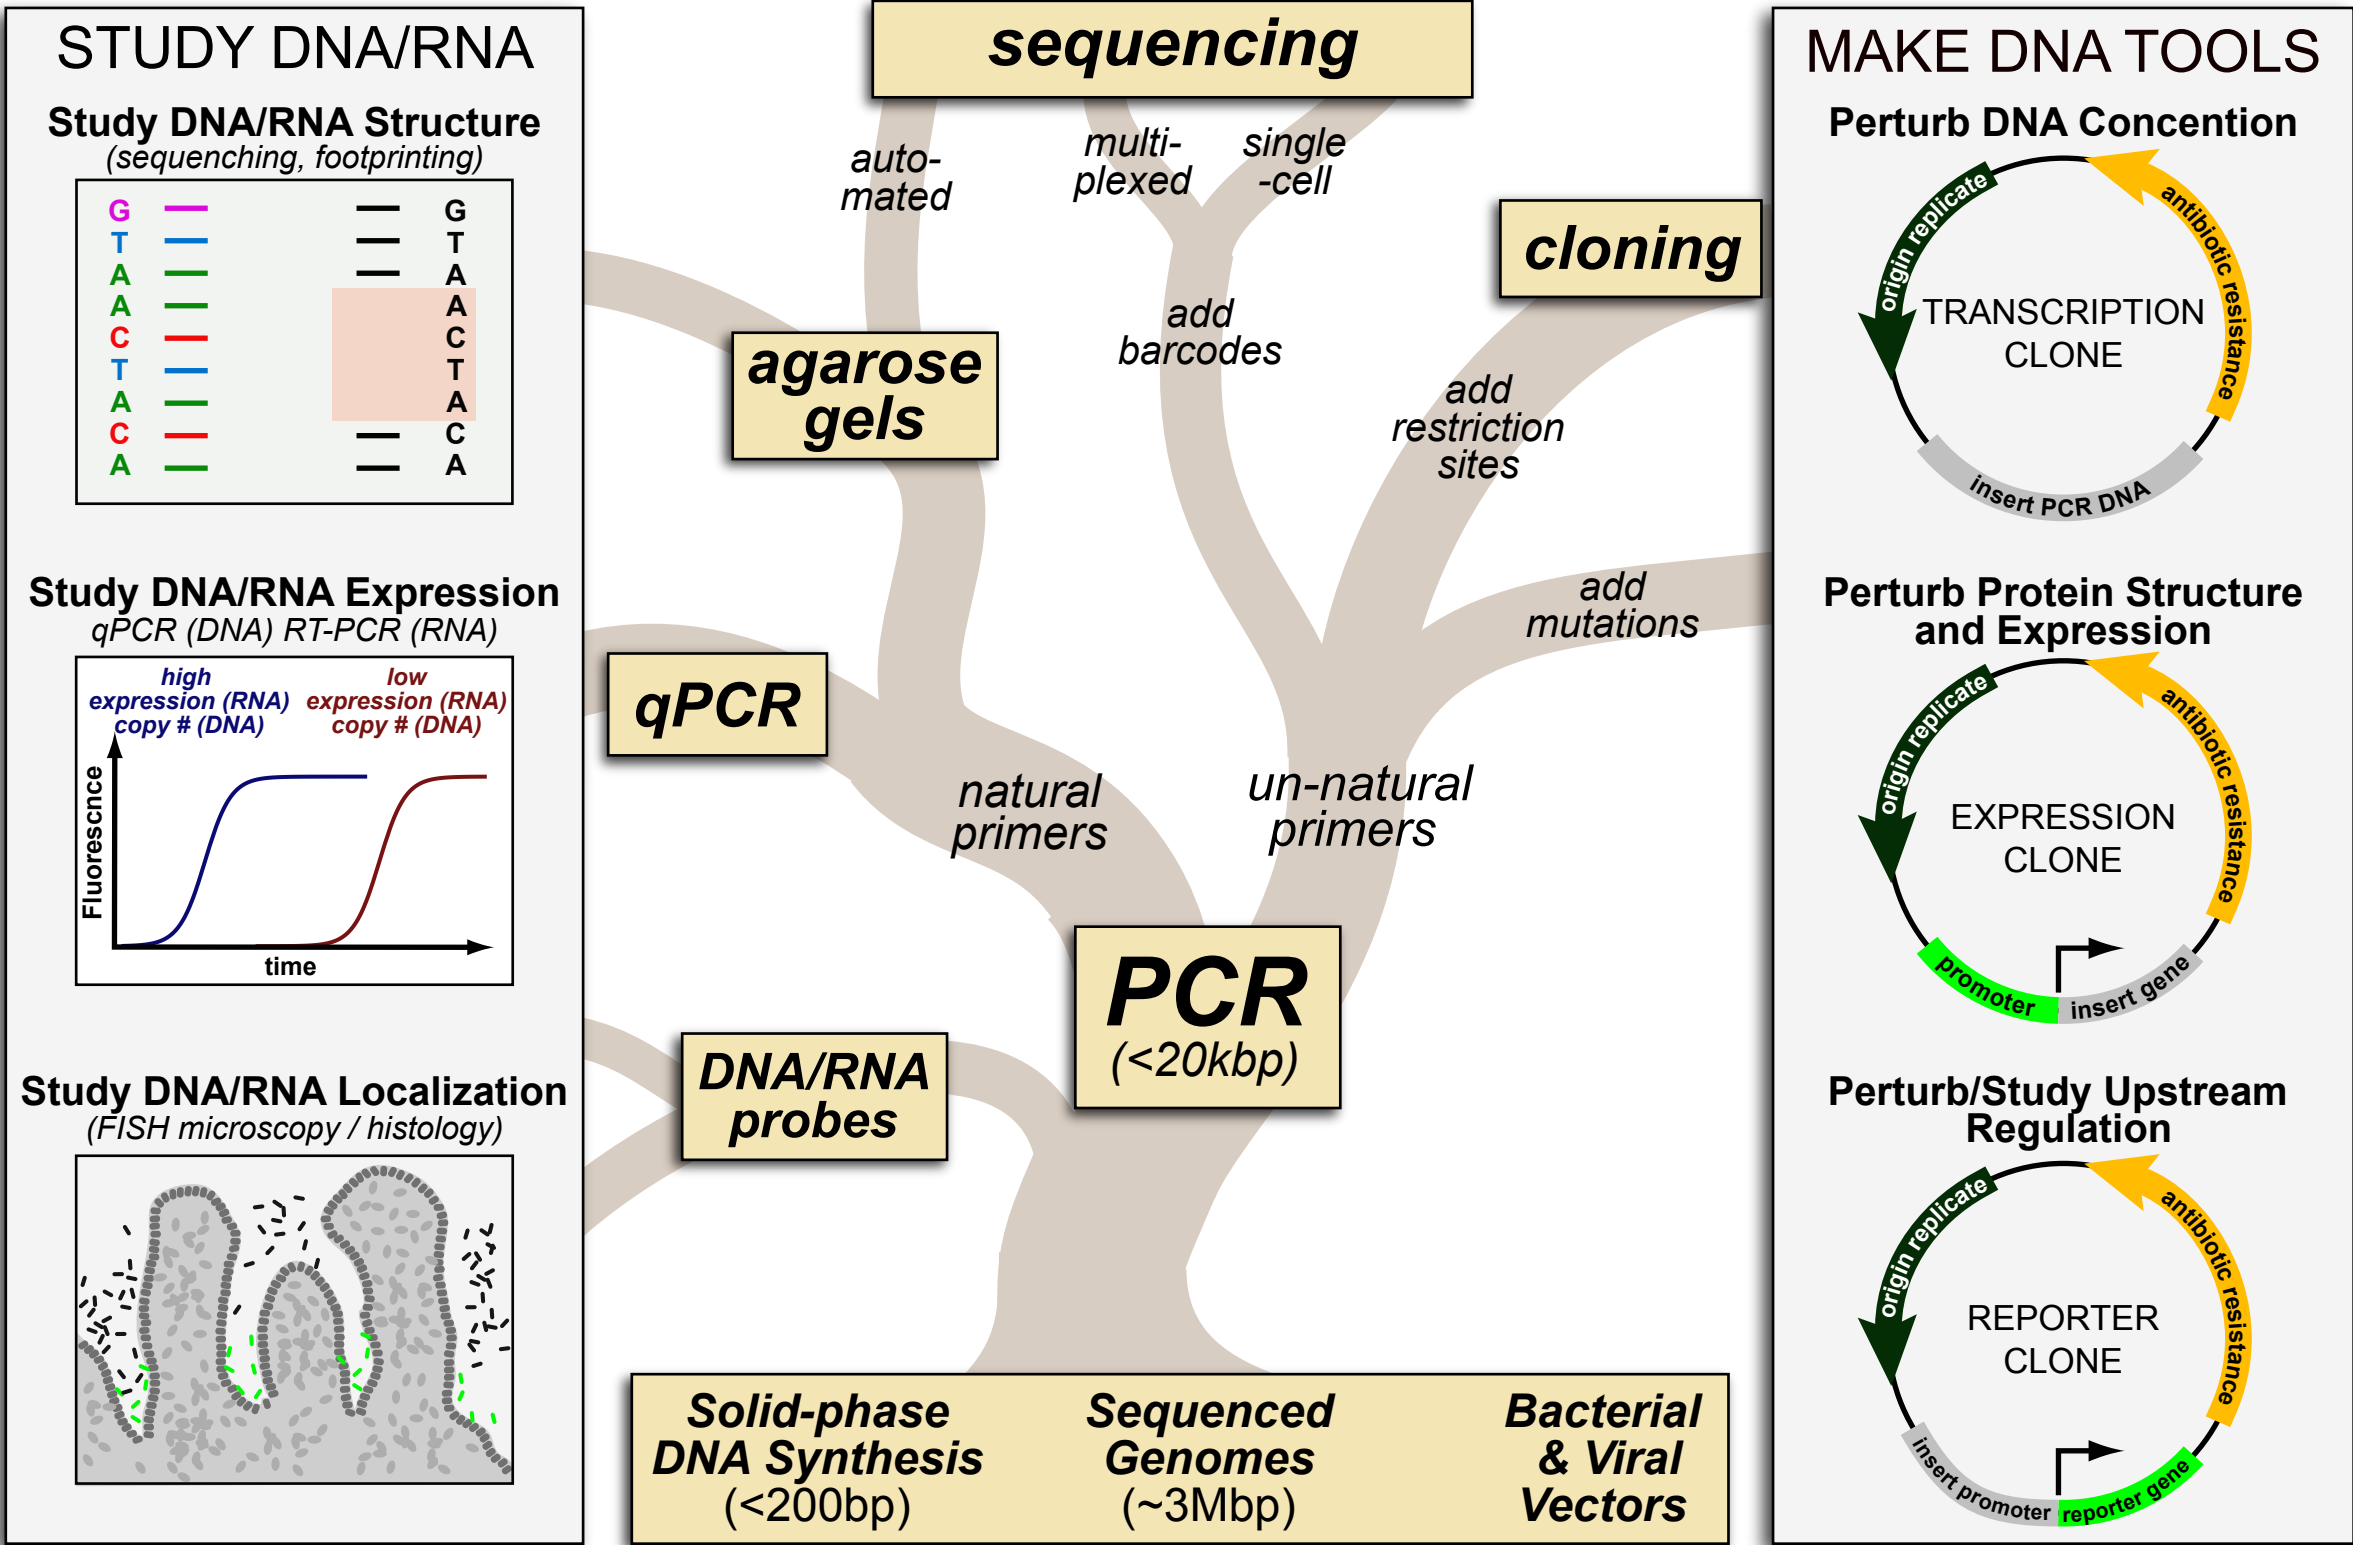 STUDY DNA/RNA
Study DNA/RNA Structure
(sequenching, footprinting)
G
T
A
A
C
T
A
C
A
G
T
A
A
C
T
A
C
A
Study DNA/RNA Expression
qPCR (DNA) RT-PCR (RNA)
high
expression (RNA)
copy # (DNA)
low
expression (RNA)
copy # (DNA)
Fluorescnce
time
Study DNA/RNA Localization
(FISH microscopy / histology)
sequencing
auto-
mated
multi-
plexed
single
-cell
cloning
add
barcodes
agarose
gels
add
restriction
sites
add
mutations
qPCR
natural
primers
un-natural
primers
PCR
(<20kbp)
DNA/RNA
probes
Solid-phase
DNA Synthesis
(<200bp)
Sequenced
Genomes
(~3Mbp)
Bacterial
& Viral
Vectors
MAKE DNA TOOLS
Perturb DNA Concention
origin replicate
antibiotic resistance
TRANSCRIPTION
CLONE
insert PCR DNA
Perturb Protein Structure
and Expression
origin replicate
antibiotic resistance
EXPRESSION
CLONE
promoter
insert gene
Perturb/Study Upstream
Regulation
origin replicate
antibiotic resistance
REPORTER
CLONE
insert promoter
reporter gene